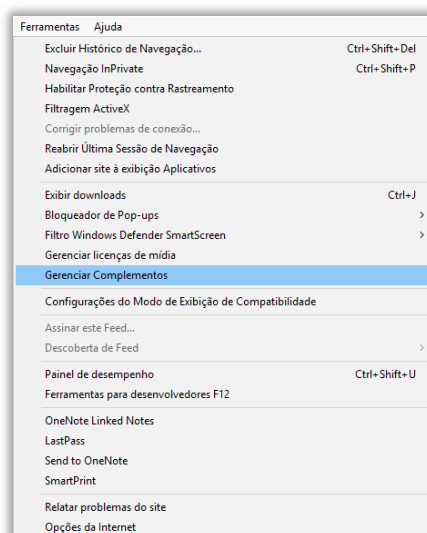 Ferramentas Ajuda
Excluir Histórico de Navegação... Ctrl+Shift+Del
Navegação InPrivate Ctrl+Shift+P
Habilitar Proteção contra Rastreamento
Filtragem ActiveX
Corrigir problemas de conexão...
Reabrir Última Sessão de Navegação
Adicionar site à exibição Aplicativos
Exibir downloads Ctrl+J
Bloqueador de Pop-ups
Filtro Windows Defender SmartScreen
Gerenciar licenças de mídia
Gerenciar Complementos
Configurações do Modo de Exibição de Compatibilidade
Assinar este Feed...
Descoberta de Feed
Painel de desempenho Ctrl+Shift+U
Ferramentas para desenvolvedores F12
OneNote Linked Notes
LastPass
Send to OneNote
SmartPrint
Relatar problemas do site
Opções da Internet